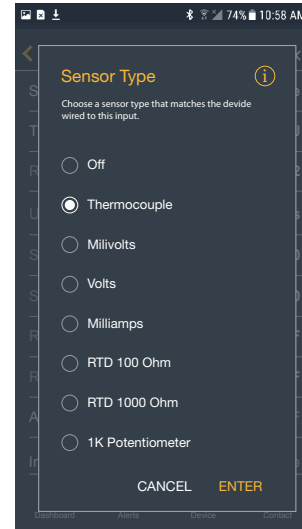 74% 10:58 AM
Sensor Type
Choose a sensor type that matches the devide
wired to this input.
Off
Thermocouple
Milivolts
Volts
Milliamps
RTD 100 Ohm
RTD 1000 Ohm
1K Potentiometer
CANCEL ENTER
Dashboard Alerts Device Contact